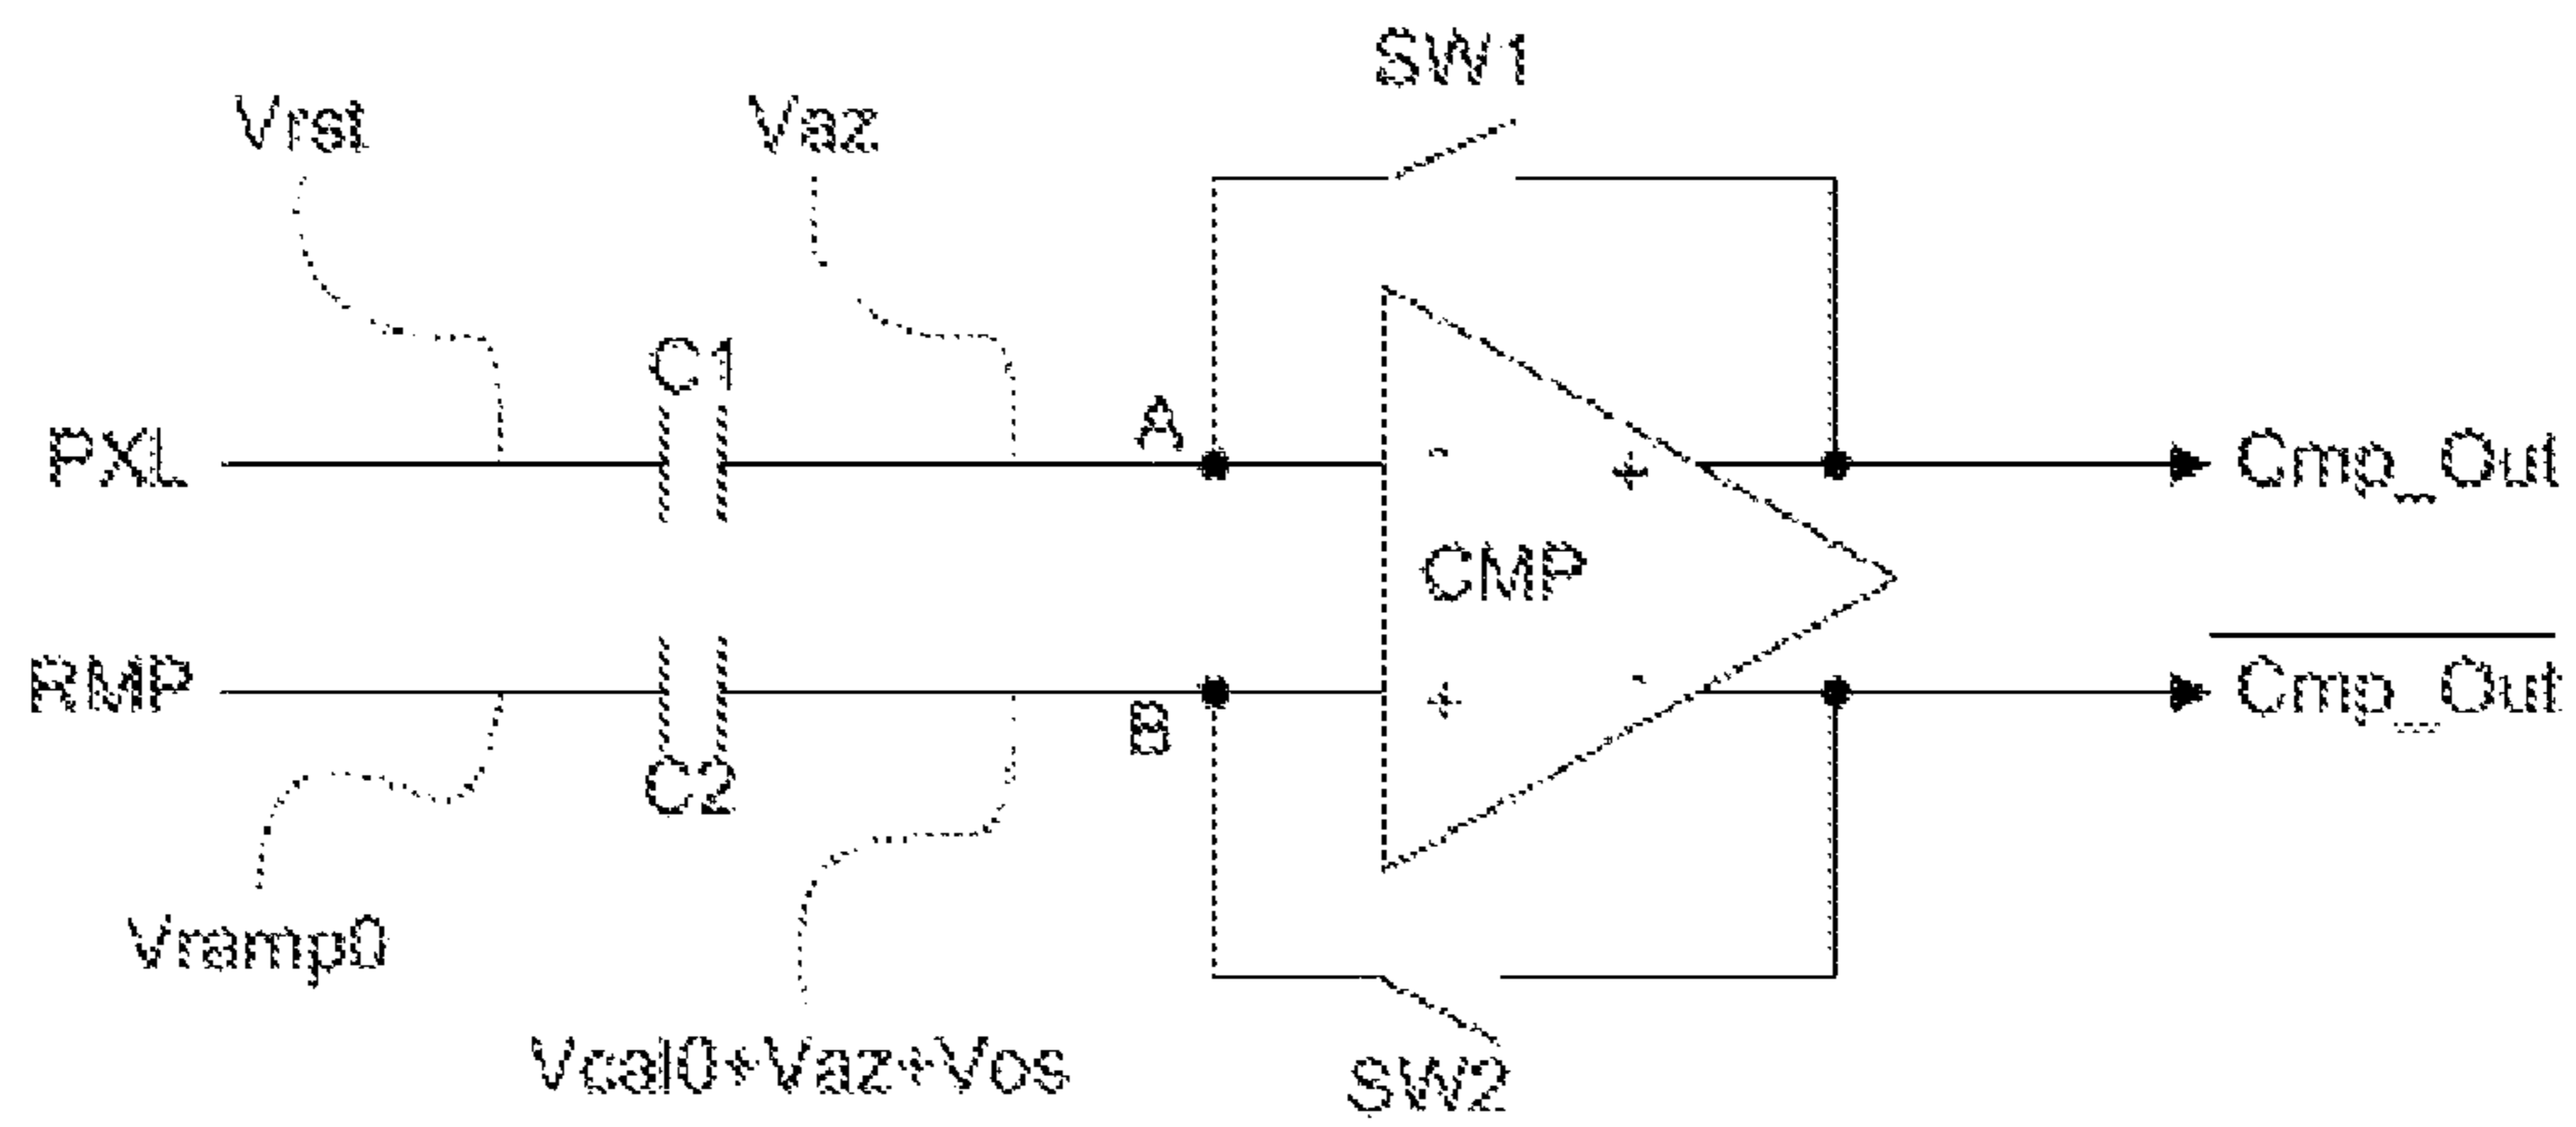 SW1
Vrst
Vaz
C1
A
PXL
-
+
Cmp_Out
CMP
RMP
B
+
-
Cmp_Out
C2
Vramp0
Vcal0+Vaz+Vos
SW2